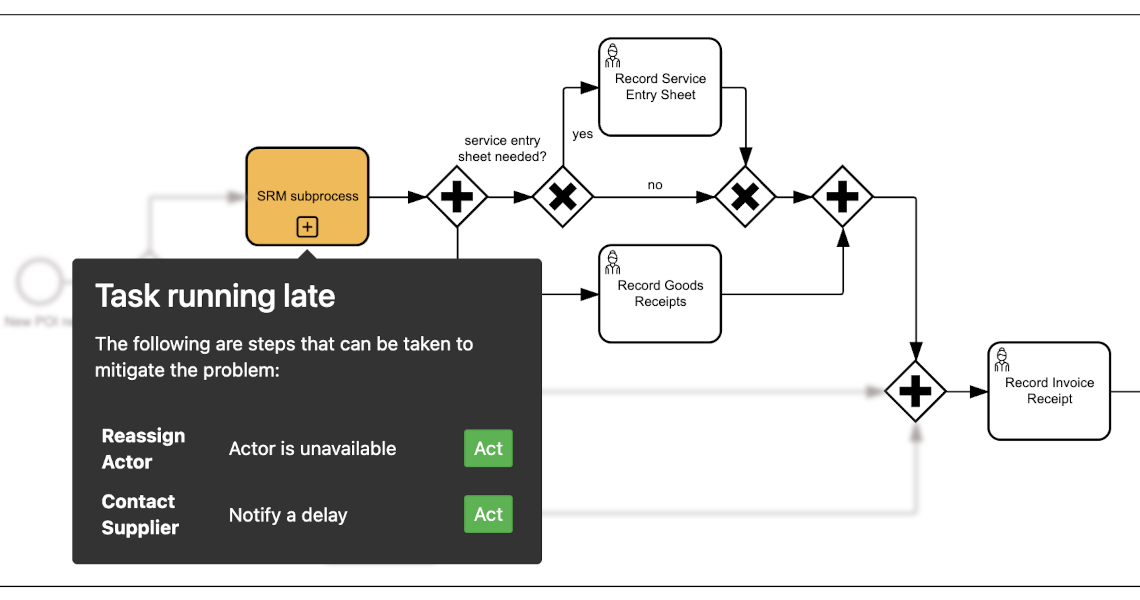 Record Service
Entry Sheet
service entry
sheet needed?
yes
no
SRM subprocess
Record Goods
Receipts
New POI
Task running late
The following are steps that can be taken to
mitigate the problem:
Reassign
Actor
Actor is unavailable
Act
Contact
Supplier
Notify a delay
Act
Record Invoice
Receipt